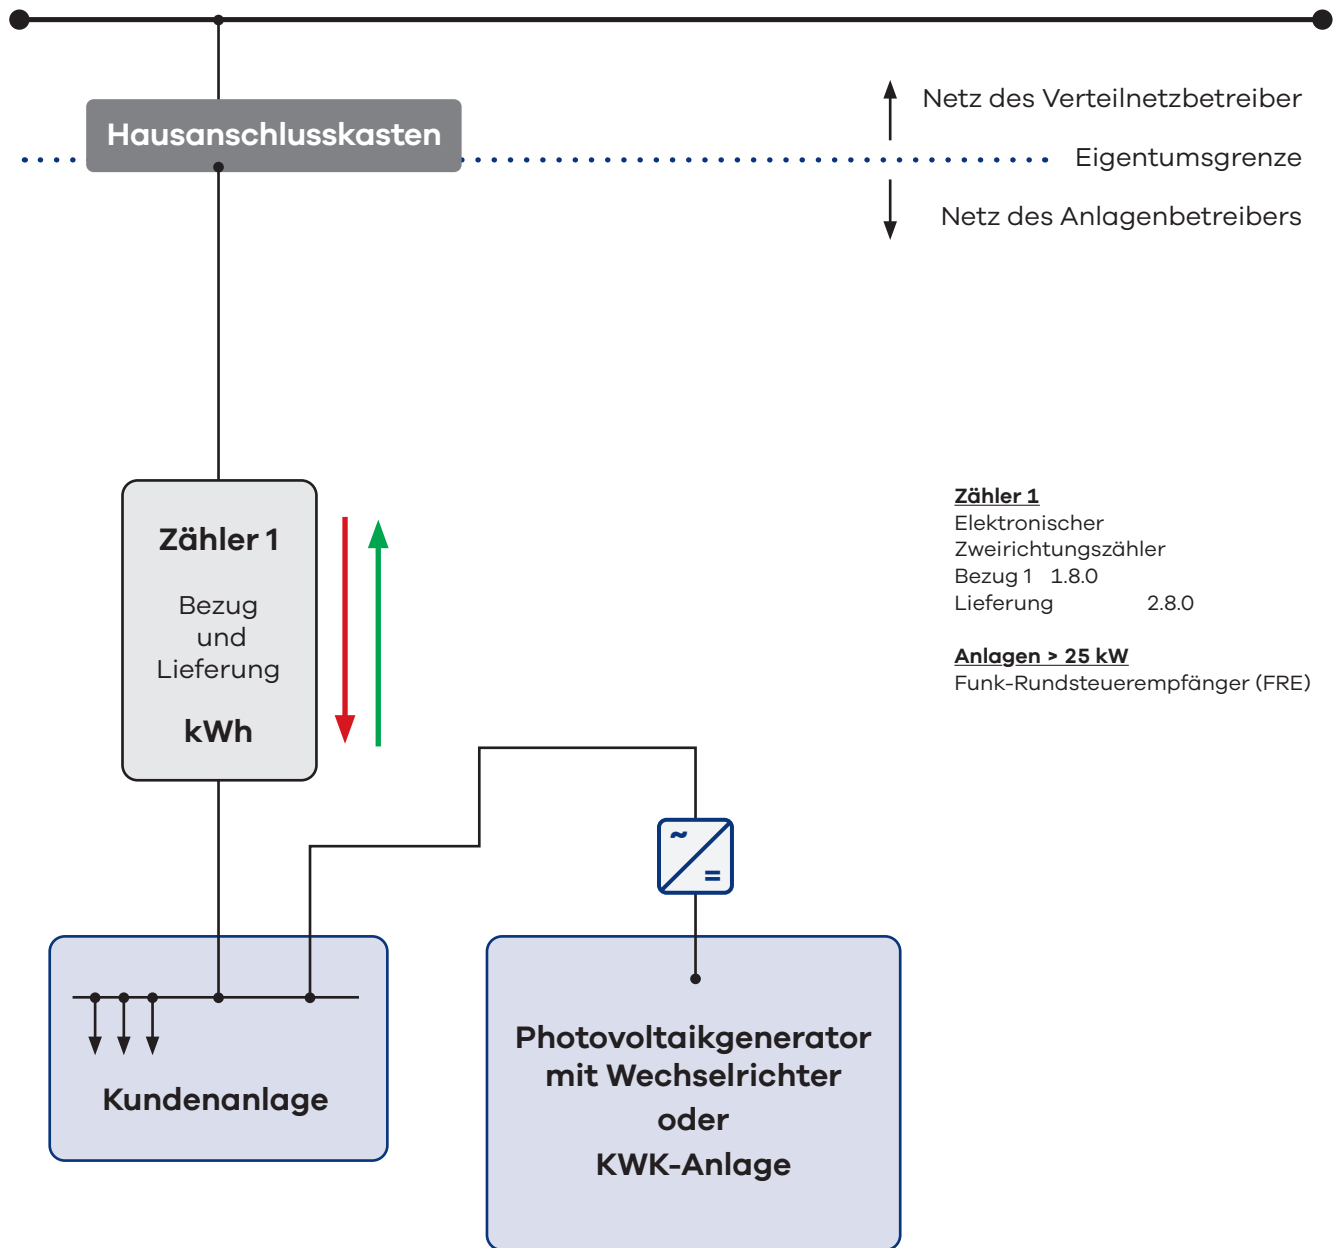 Hausanschlusskasten
Netz des Verteilnetzbetreiber
Eigentumsgrenze
Netz des Anlagenbetreibers
Zähler 1
Bezug
und
Lieferung
kWh
Zähler 1
Elektronischer
Zweirichtungszähler
Bezug 1 1.8.0
Lieferung 2.8.0
Anlagen > 25 kW
Funk-Rundsteuerempfänger (FRE)
~
=
Kundenanlage
Photovoltaikgenerator
mit Wechselrichter
oder
KWK-Anlage